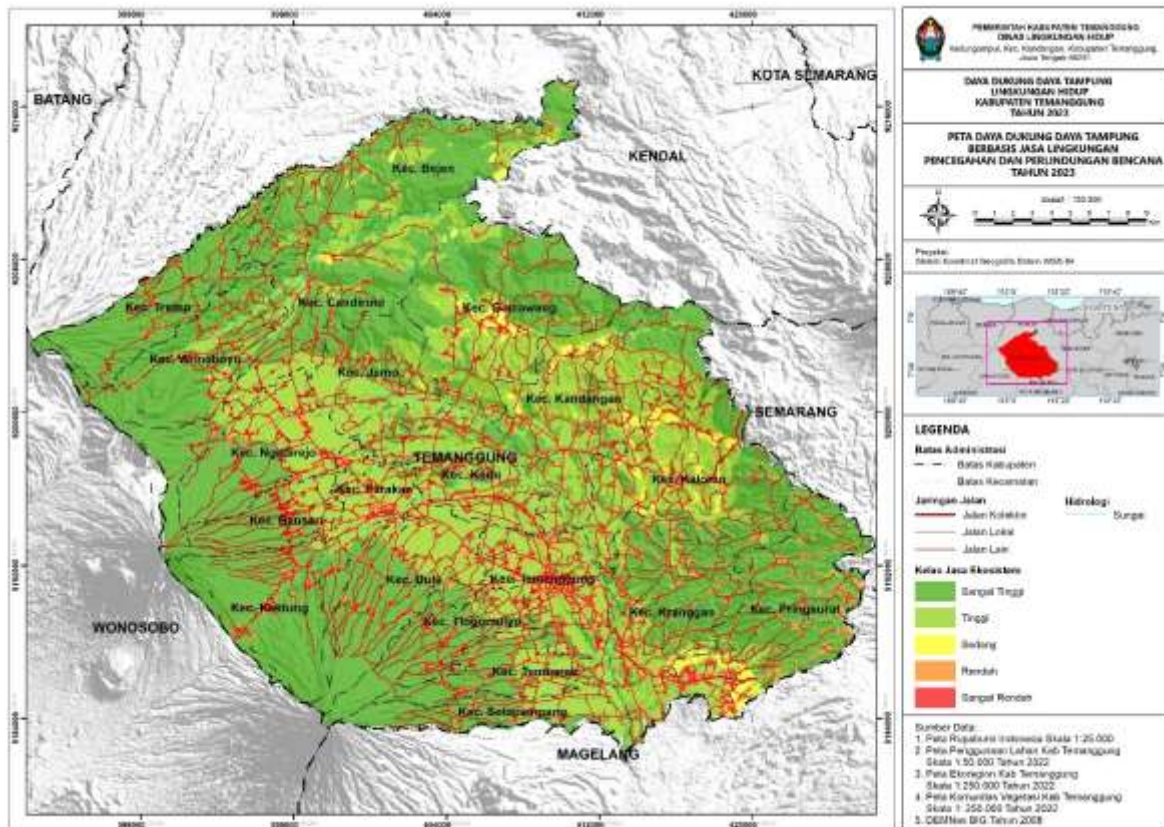 BATANG
KOTA SEMARANG
KENDAL
Kec. Bejen
Kec. Tretep
Kec. Candiroto
Kec. Gemawang
Kec. Wonoboyo
Kec. Jumo
Kec. Kandangan
SEMARANG
Kec. Ngadirejo
TEMANGGUNG
Kec. Kedu
Kec. Kaloran
Kec. Parakan
Kec. Bansari
Kec. Bulu
Kec. Temanggung
Kec. Kledung
Kec. Kranggan
Kec. Pringsurat
WONOSOBO
Kec. Tlogomulyo
Kec. Tembarak
Kec. Selopampang
MAGELANG
PEMERINTAH KABUPATEN TEMANGGUNG
DINAS LINGKUNGAN HIDUP
DAYA DUKUNG DAYA TAMPUNG
LINGKUNGAN HIDUP
KABUPATEN TEMANGGUNG
TAHUN 2023
PETA DAYA DUKUNG DAYA TAMPUNG
BERBASIS JASA LINGKUNGAN
PENCEGAHAN DAN PERLINDUNGAN BENCANA
TAHUN 2023
Proyeksi:
LEGENDA
Batas Administrasi
Batas Kabupaten
Batas Kecamatan
Jaringan Jalan
Hidrologi
Jalan Kolektor
Sungai
Jalan Lokal
Jalan Lain
Kelas Jasa Ekosistem
Sangat Tinggi
Tinggi
Sedang
Rendah
Sangat Rendah
Sumber Data:
1. Peta Rupabumi Indonesia Skala 1:25.000
2. Peta Penggunaan Lahan Kab Temanggung
Skala 1:50.000 Tahun 2022
3. Peta Ekoregion Kab Temanggung
Skala 1:250.000 Tahun 2022
4. Peta Komunitas Vegetasi Kab Temanggung
Skala 1:250.000 Tahun 2022
5. DEMNas BIG Tahun 2008